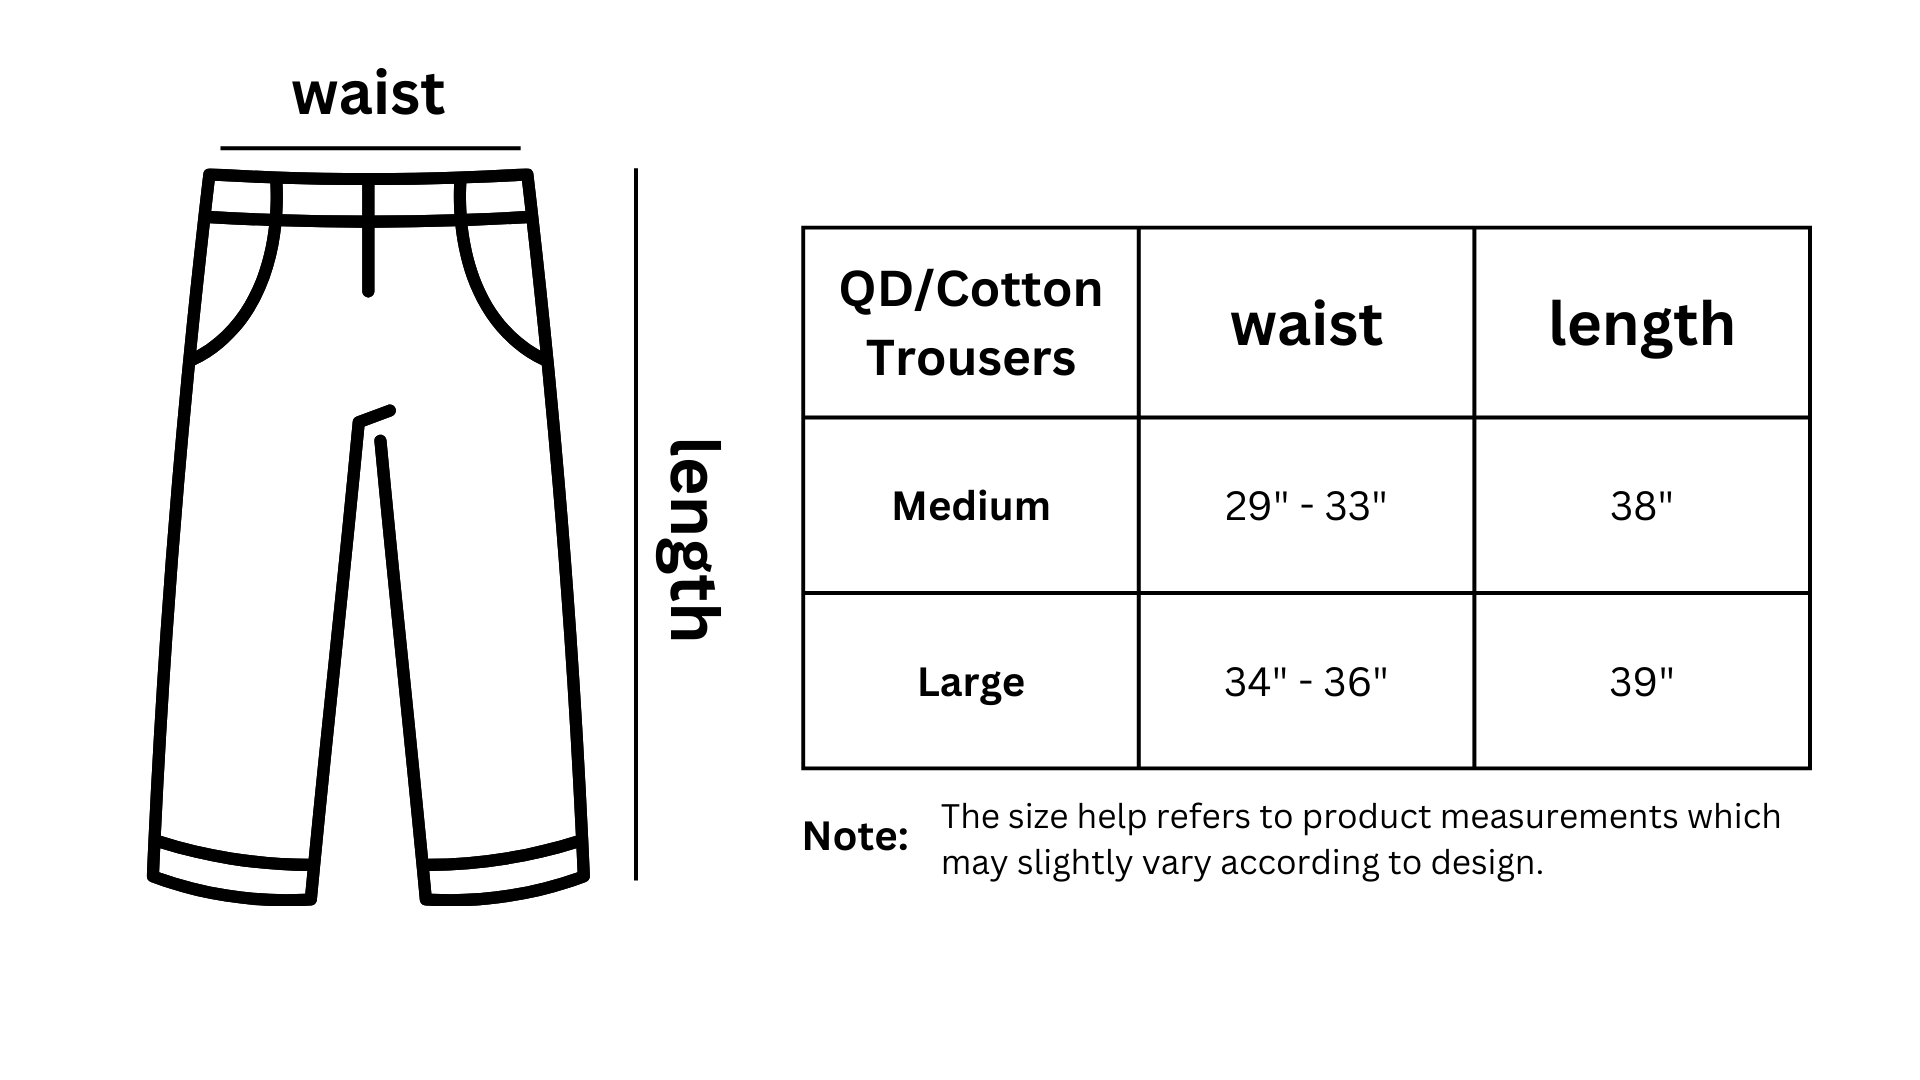 waist
length
QD/Cotton
Trousers
waist
length
Medium
29" - 33"
38"
Large
34" - 36"
39"
Note:
The size help refers to product measurements which
may slightly vary according to design.